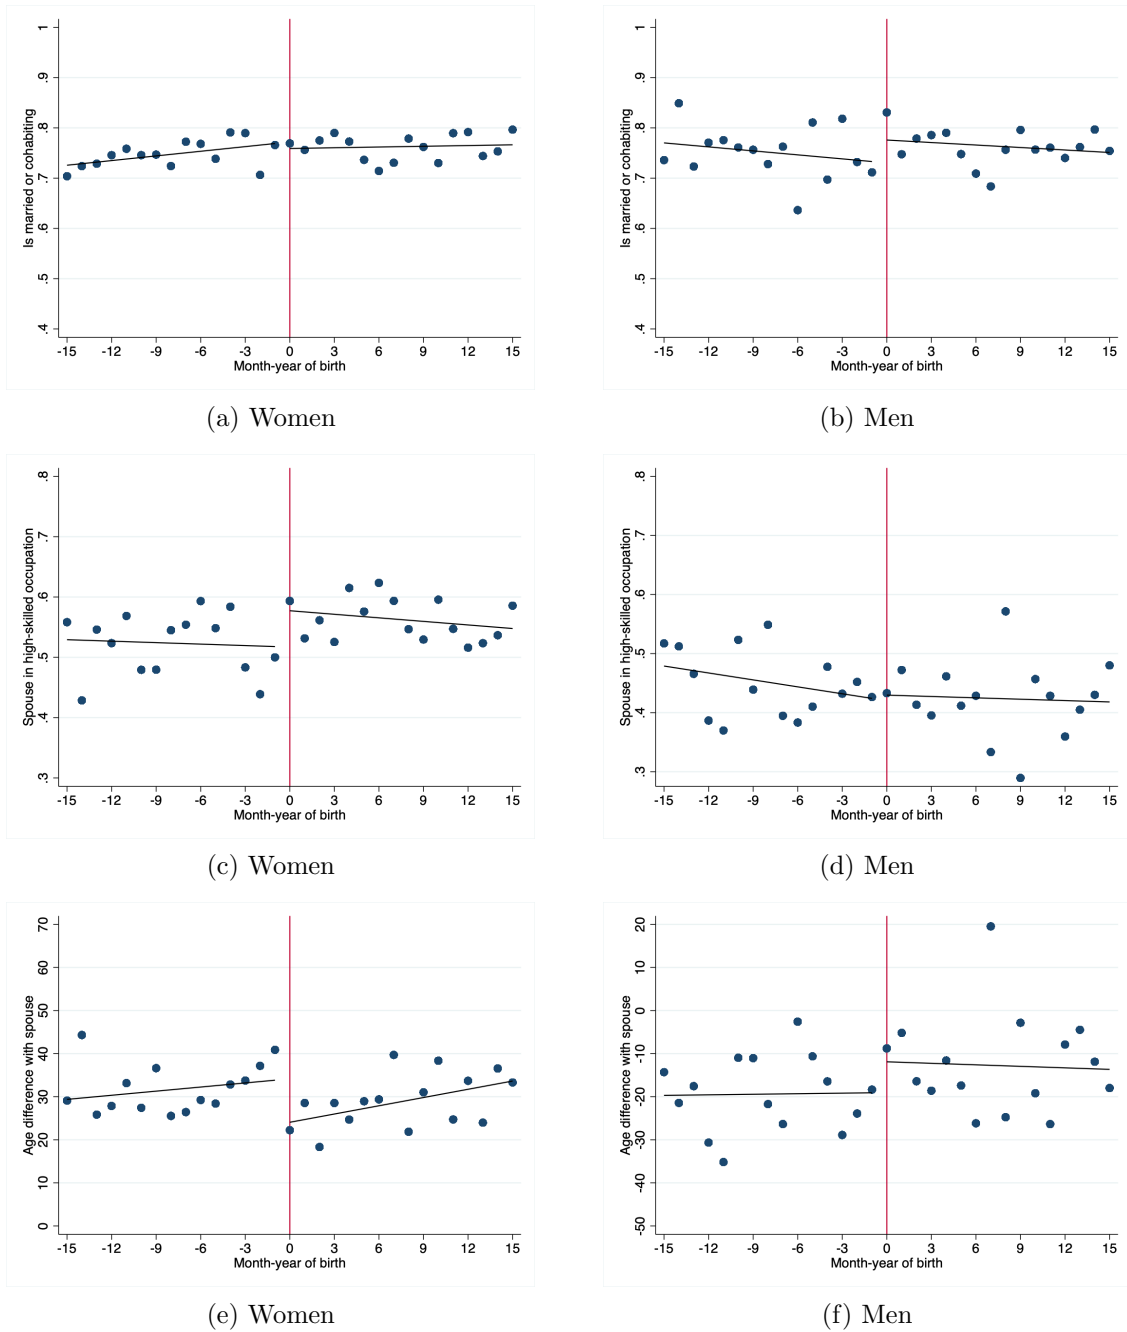 Is married or cohabiting
1
.9
.8
.7
.6
.5
.4
-15 -12 -9 -6 -3 0 3 6 9 12 15
Month-year of birth
(a) Women
Is married or cohabiting
1
.9
.8
.7
.6
.5
.4
-15 -12 -9 -6 -3 0 3 6 9 12 15
Month-year of birth
(b) Men
Spouse in high-skilled occupation
.8
.7
.6
.5
.4
.3
-15 -12 -9 -6 -3 0 3 6 9 12 15
Month-year of birth
(c) Women
Spouse in high-skilled occupation
.8
.7
.6
.5
.4
.3
-15 -12 -9 -6 -3 0 3 6 9 12 15
Month-year of birth
(d) Men
Age difference with spouse
70
60
50
40
30
20
10
0
-15 -12 -9 -6 -3 0 3 6 9 12 15
Month-year of birth
(e) Women
Age difference with spouse
20
10
0
-10
-20
-30
-40
-50
-15 -12 -9 -6 -3 0 3 6 9 12 15
Month-year of birth
(f) Men